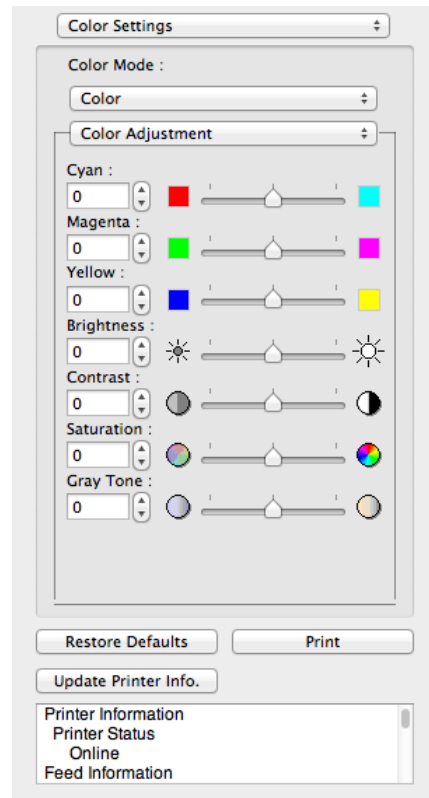 Color Settings
Color Mode :
Color
Color Adjustment
Cyan :
0
Magenta :
0
Yellow :
0
Brightness :
0
Contrast :
0
Saturation :
0
Gray Tone :
0
Restore Defaults Print
Update Printer Info.
Printer Information
Printer Status
Online
Feed Information